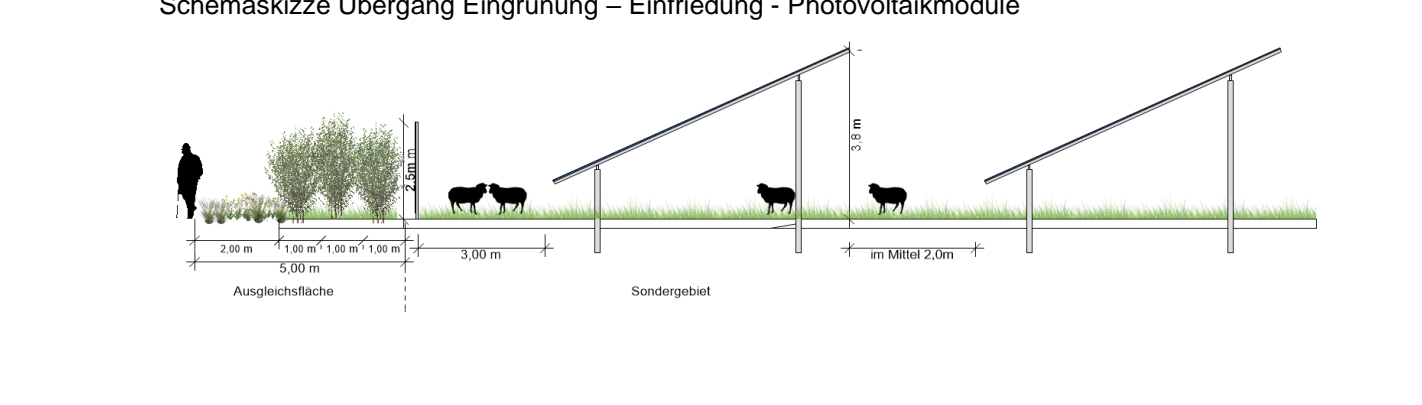 Schemaskizze Übergang Eingrünung – Einfriedung - Photovoltaikmodule
3,8 m
2,5m m
2,00 m
1,00 m
1,00 m
1,00 m
3,00 m
im Mittel 2,0m
5,00 m
Ausgleichsfläche
Sondergebiet